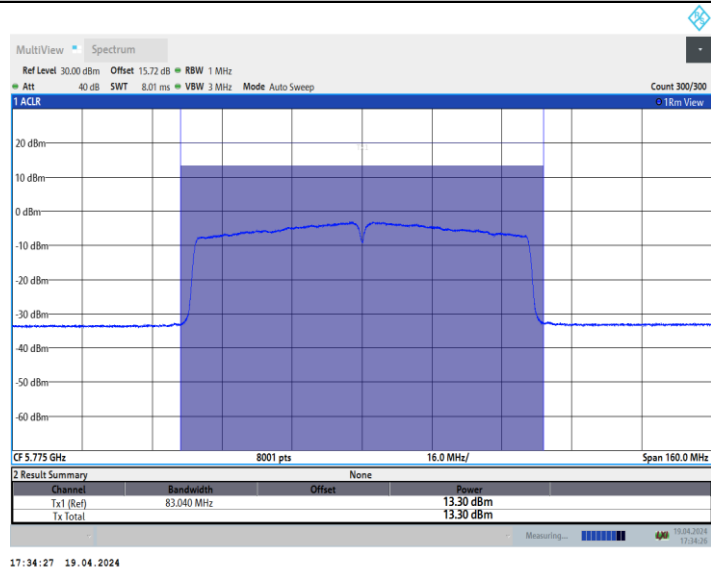 R&S
MultiView Spectrum
Ref Level 30.00 dBm Offset 15.72 dB RBW 1 MHz
Att 40 dB SWT 8.01 ms VBW 3 MHz Mode Auto Sweep Count 300/300
1 ACLR 1Rm View
20 dBm
10 dBm
0 dBm
-10 dBm
-20 dBm
-30 dBm
-40 dBm
-50 dBm
-60 dBm
CF 5.775 GHz 8001 pts 16.0 MHz/ Span 160.0 MHz
2 Result Summary None
Channel Bandwidth Offset Power
Tx1 (Ref) 83.040 MHz 13.30 dBm
Tx Total 13.30 dBm
Measuring... 19.04.2024
17:34:26
17:34:27 19.04.2024